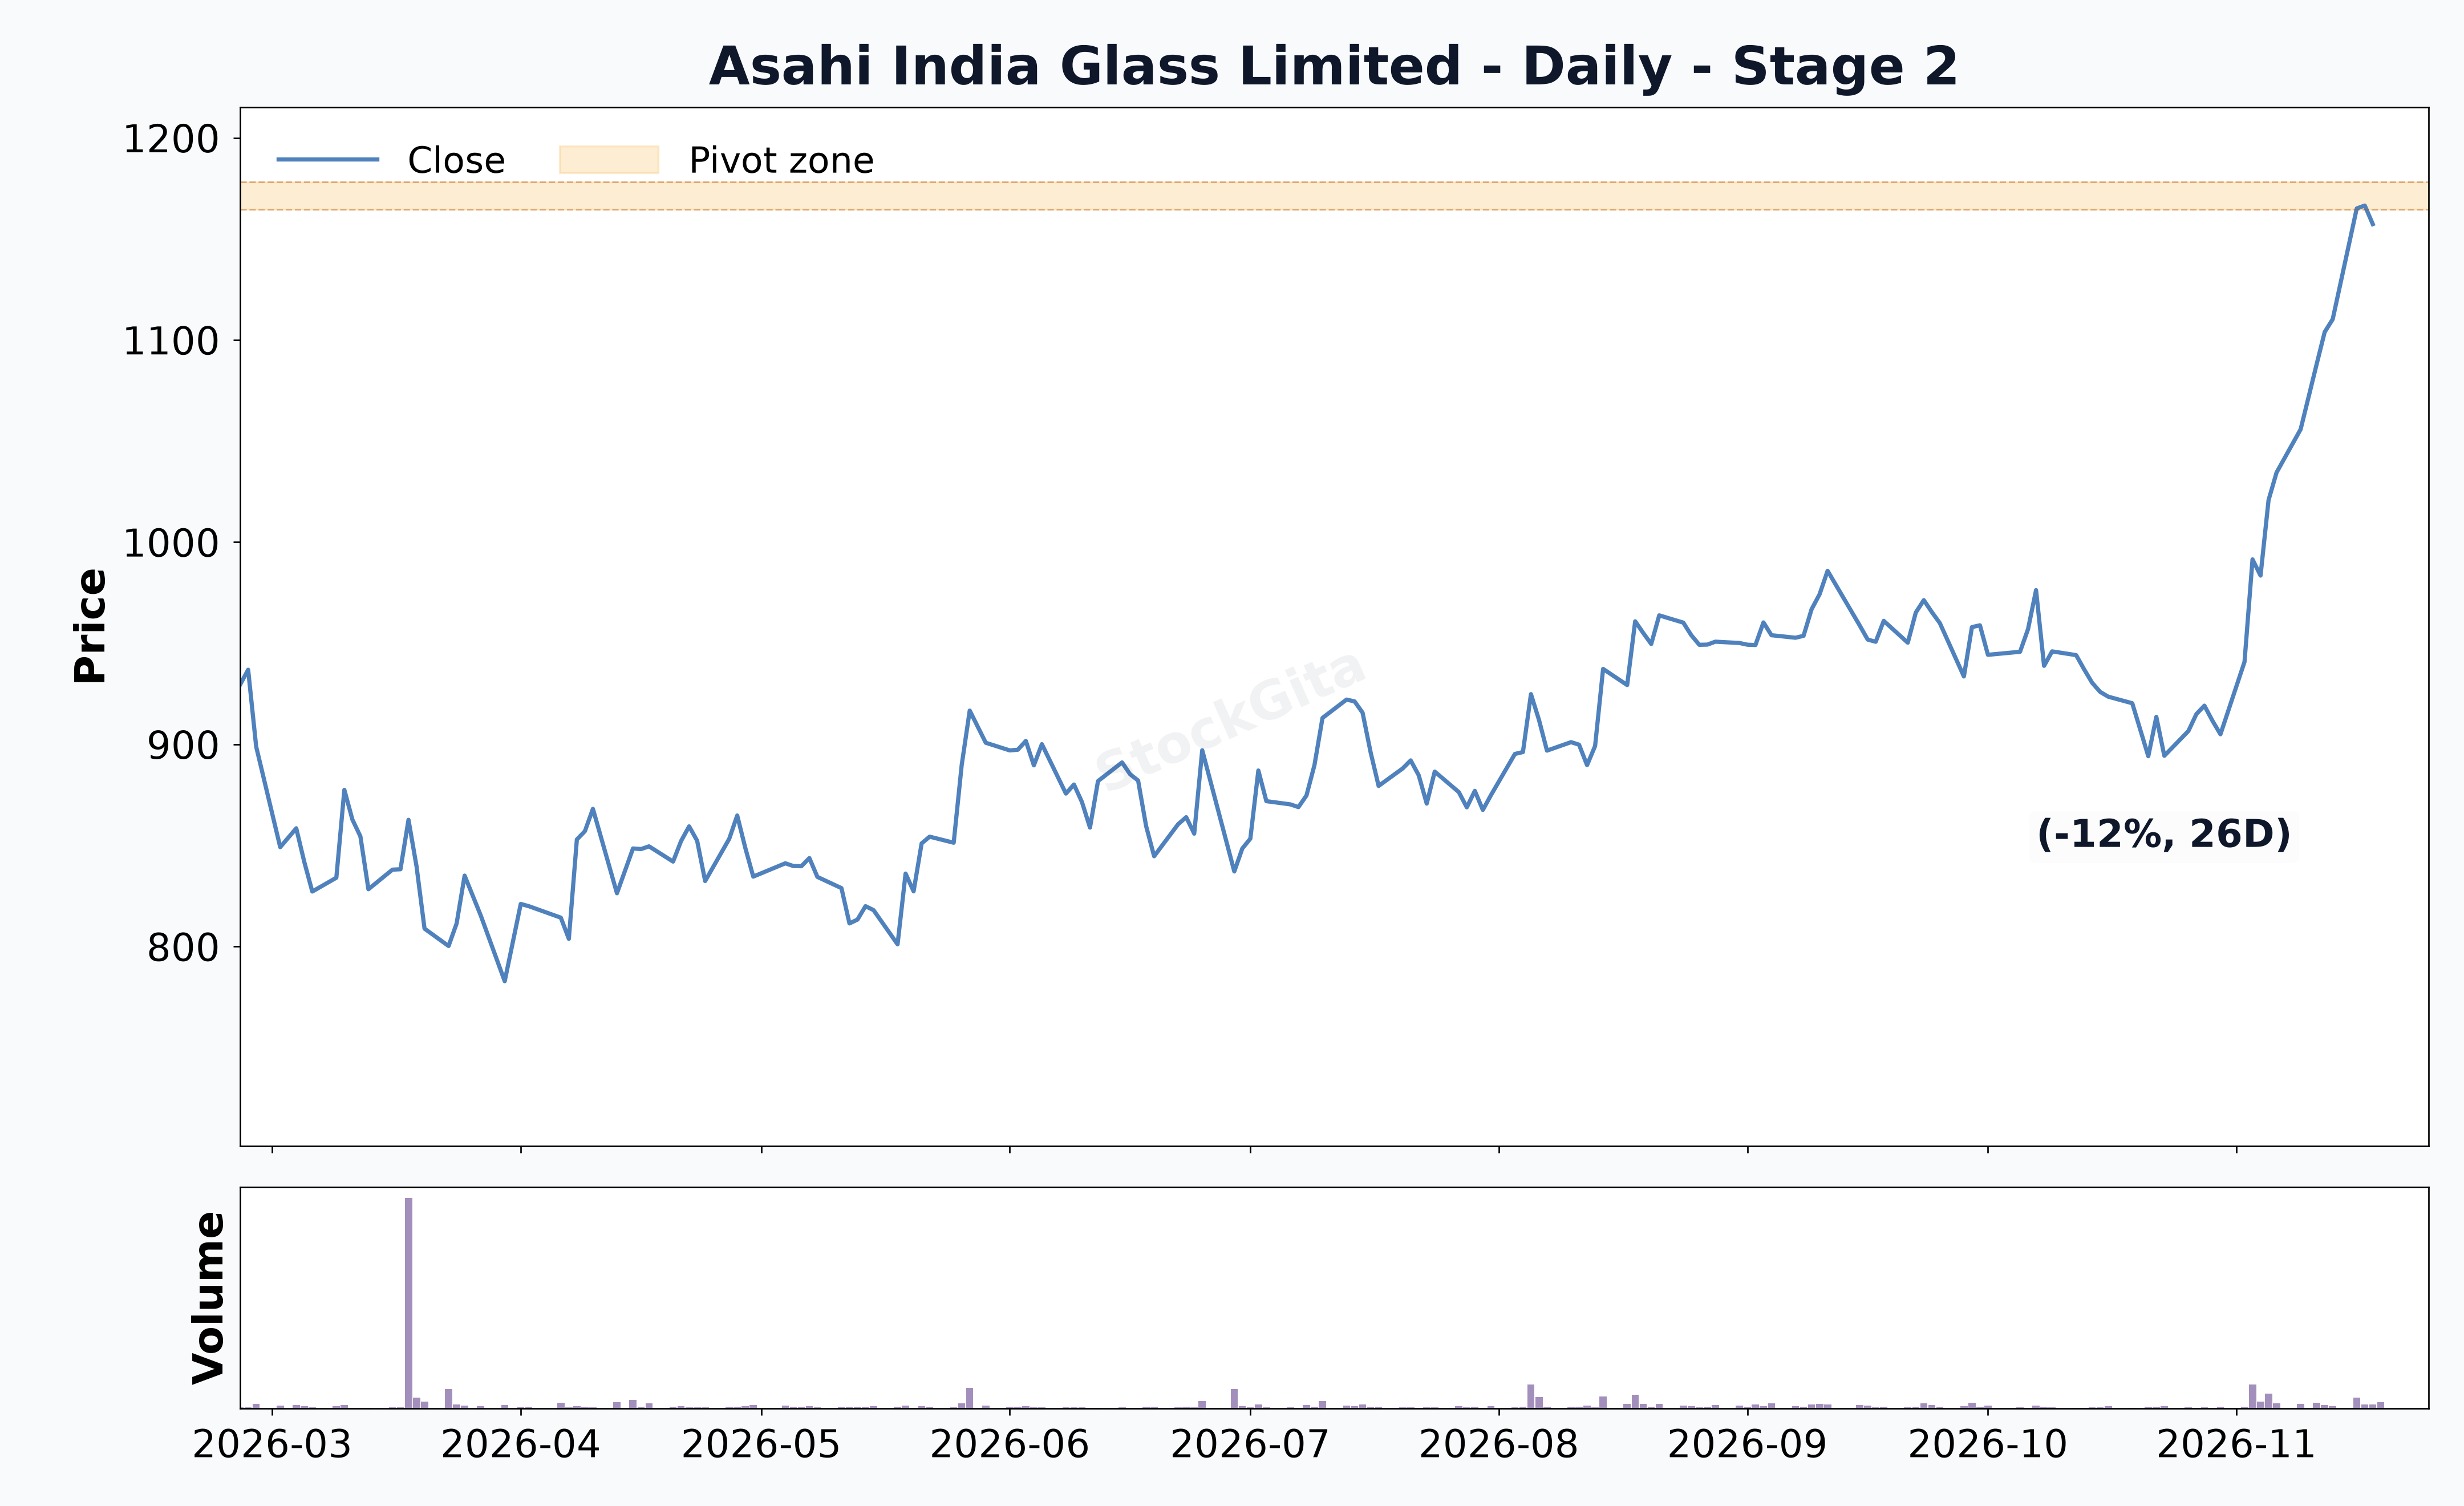 Asahi India Glass Limited - Daily - Stage 2
Close
Pivot zone
1200
1100
1000
900
800
Price
StockGita
(-12%, 26D)
Volume
2026-03
2026-04
2026-05
2026-06
2026-07
2026-08
2026-09
2026-10
2026-11